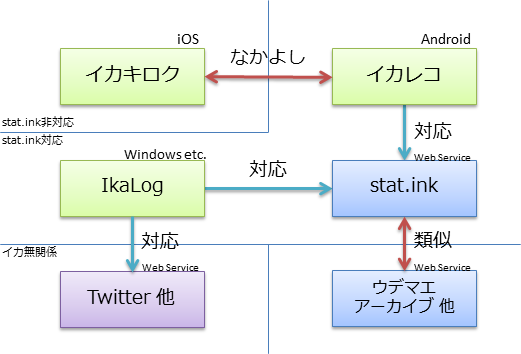 iOS
Android
イカキロク
なかよし
イカレコ
stat.ink非対応
stat.ink対応
対応
Windows etc.
Web Service
IkaLog
対応
stat.ink
イカ無関係
対応
類似
Web Service
Web Service
Twitter 他
ウデマエ
アーカイブ 他